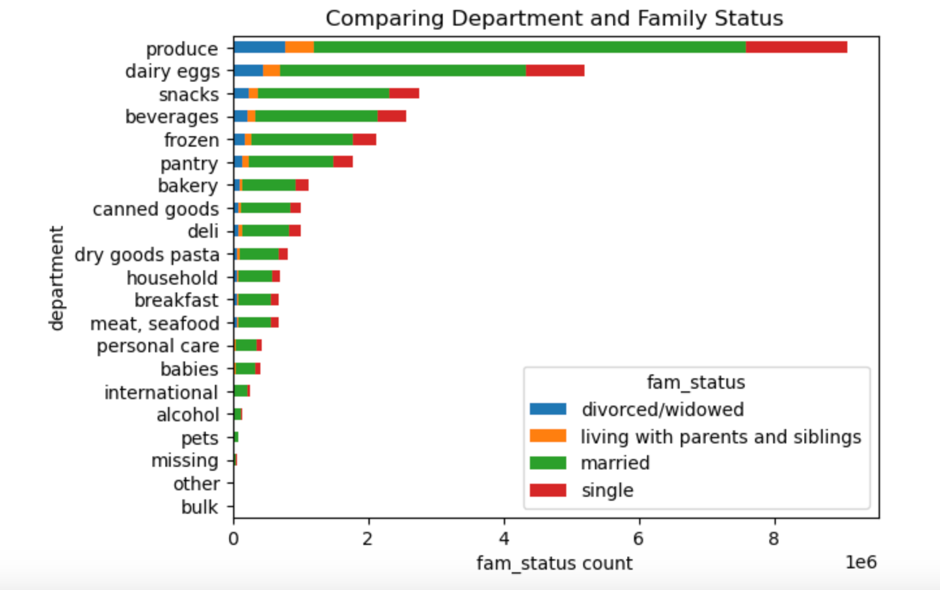 Comparing Department and Family Status
department
produce
dairy eggs
snacks
beverages
frozen
pantry
bakery
canned goods
deli
dry goods pasta
household
breakfast
meat, seafood
personal care
babies
international
alcohol
pets
missing
other
bulk
fam_status
divorced/widowed
living with parents and siblings
married
single
0 2 4 6 8
1e6
fam_status count